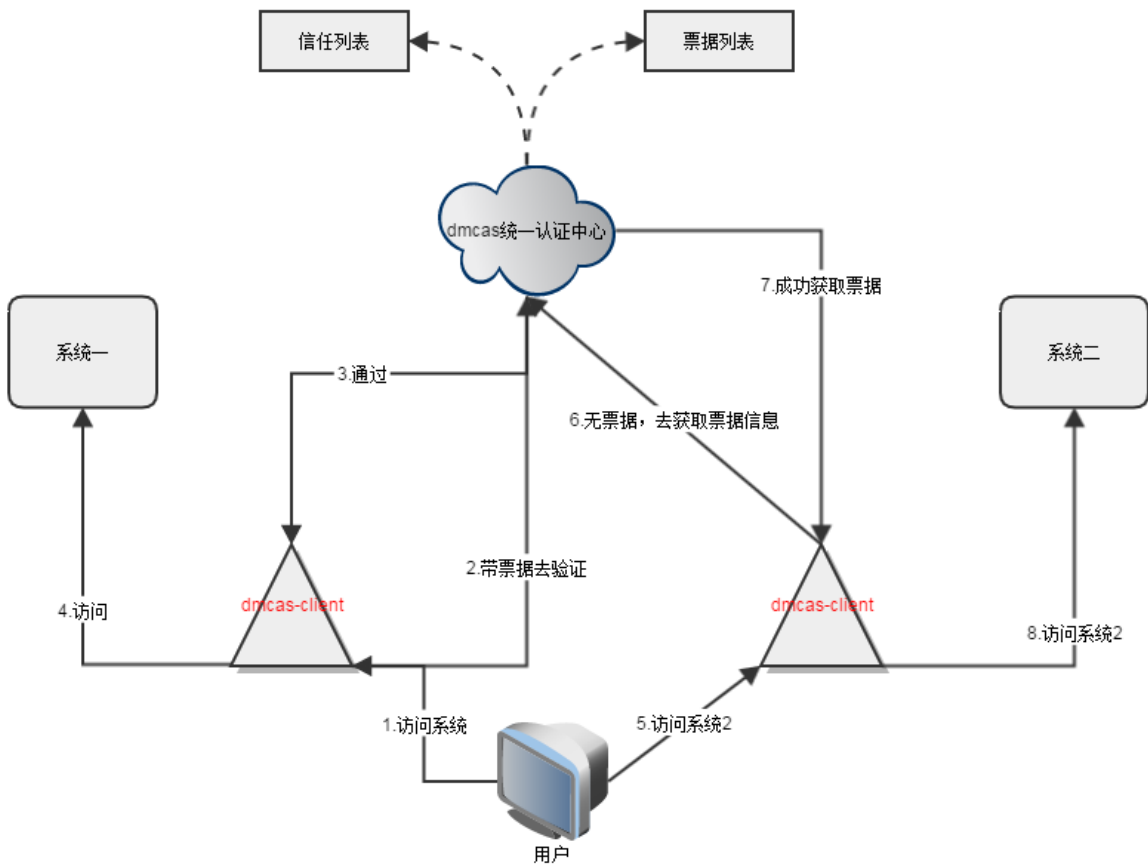 信任列表
票据列表
dmcas统一认证中心
7.成功获取票据
系统一
系统二
3.通过
6.无票据，去获取票据信息
2.带票据去验证
dmcas-client
dmcas-client
4.访问
8.访问系统2
1.访问系统
5.访问系统2
用户